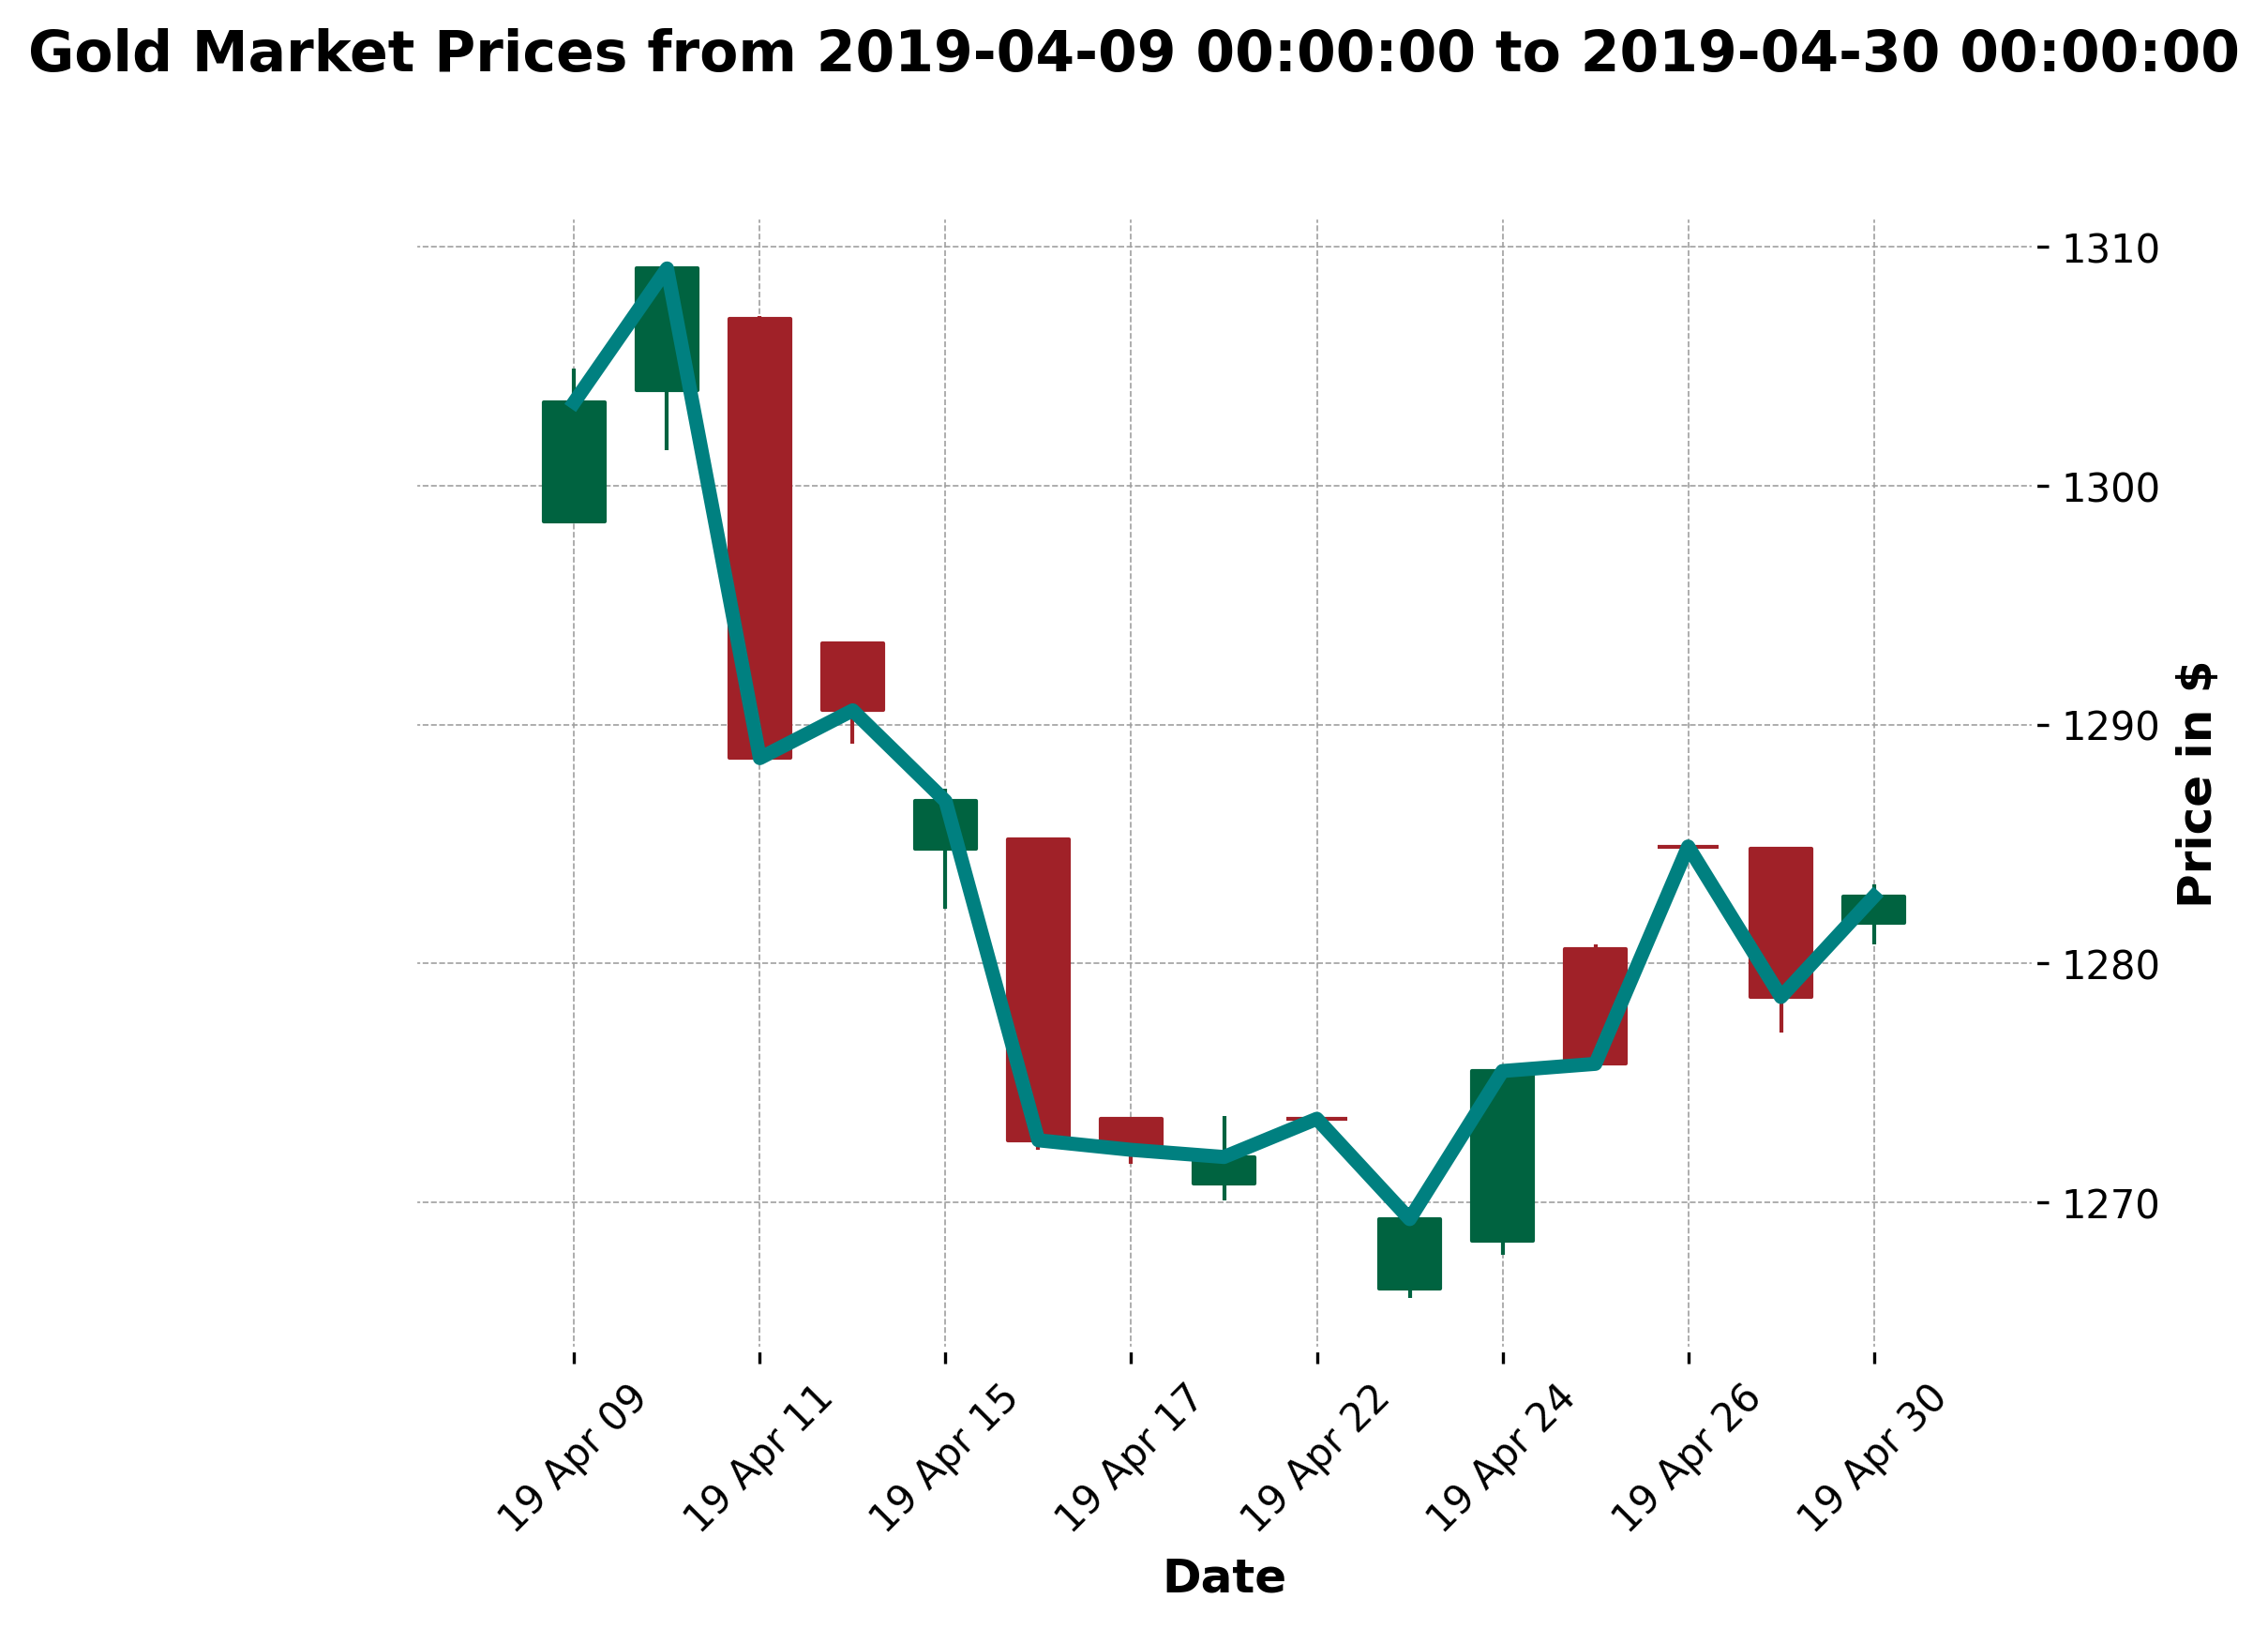 Gold Market Prices from 2019-04-09 00:00:00 to 2019-04-30 00:00:00
1310
1300
1290
1280
1270
Price in $
19 Apr 09
19 Apr 11
19 Apr 15
19 Apr 17
19 Apr 22
19 Apr 24
19 Apr 26
19 Apr 30
Date